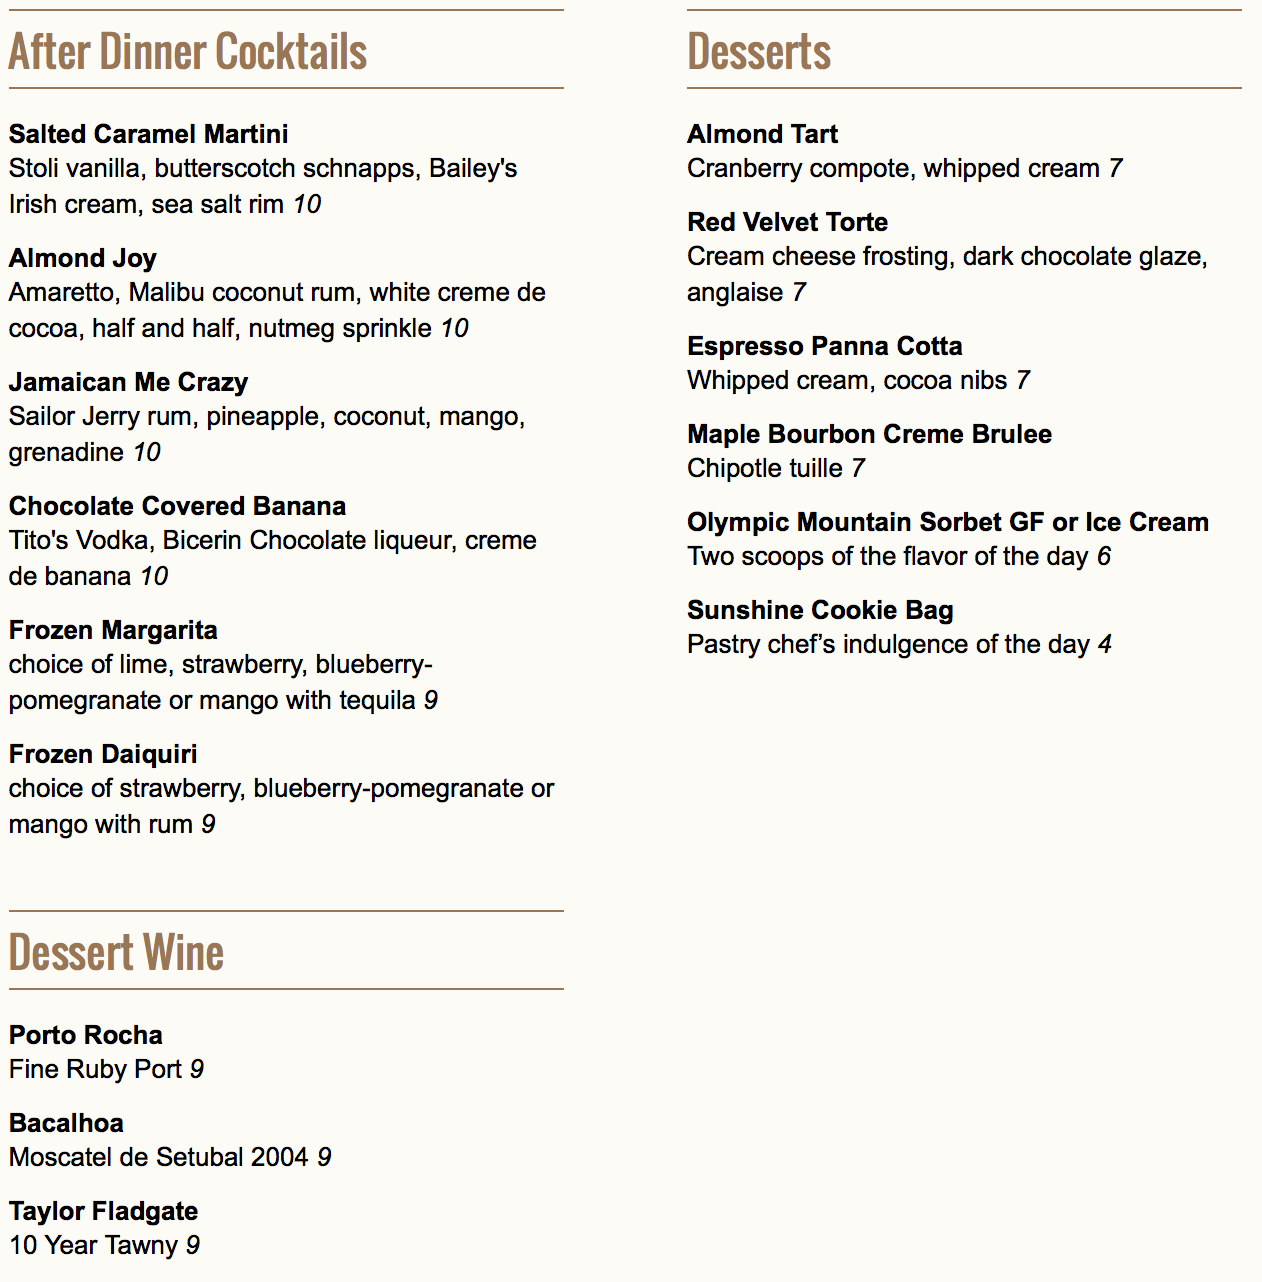 After Dinner Cocktails
Salted Caramel Martini
Stoli vanilla, butterscotch schnapps, Bailey's
Irish cream, sea salt rim 10
Almond Joy
Amaretto, Malibu coconut rum, white creme de
cocoa, half and half, nutmeg sprinkle 10
Jamaican Me Crazy
Sailor Jerry rum, pineapple, coconut, mango,
grenadine 10
Chocolate Covered Banana
Tito's Vodka, Bicerin Chocolate liqueur, creme
de banana 10
Frozen Margarita
choice of lime, strawberry, blueberry-
pomegranate or mango with tequila 9
Frozen Daiquiri
choice of strawberry, blueberry-pomegranate or
mango with rum 9
Dessert Wine
Porto Rocha
Fine Ruby Port 9
Bacalhoa
Moscatel de Setubal 2004 9
Taylor Fladgate
10 Year Tawny 9
Desserts
Almond Tart
Cranberry compote, whipped cream 7
Red Velvet Torte
Cream cheese frosting, dark chocolate glaze,
anglaise 7
Espresso Panna Cotta
Whipped cream, cocoa nibs 7
Maple Bourbon Creme Brulee
Chipotle tuille 7
Olympic Mountain Sorbet GF or Ice Cream
Two scoops of the flavor of the day 6
Sunshine Cookie Bag
Pastry chef’s indulgence of the day 4